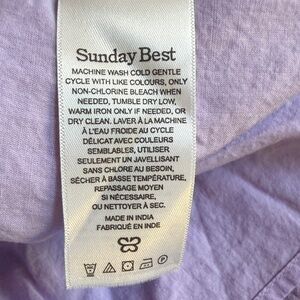 Sunday Best
MACHINE WASH COLD GENTLE
CYCLE WITH LIKE COLOURS, ONLY
NON-CHLORINE BLEACH WHEN
NEEDED, TUMBLE DRY LOW,
WARM IRON ONLY IF NEEDED, OR
DRY CLEAN. LAVER À LA MACHINE
À L'EAU FROIDE AU CYCLE
DÉLICAT AVEC COULEURS
SEMBLABLES, UTILISER
SEULEMENT UN JAVELLISANT
SANS CHLORE AU BESOIN,
SÉCHER À BASSE TEMPÉRATURE,
REPASSAGE MOYEN
SI NÉCESSAIRE,
OU NETTOYER À SEC.
MADE IN INDIA
FABRIQUÉ EN INDE